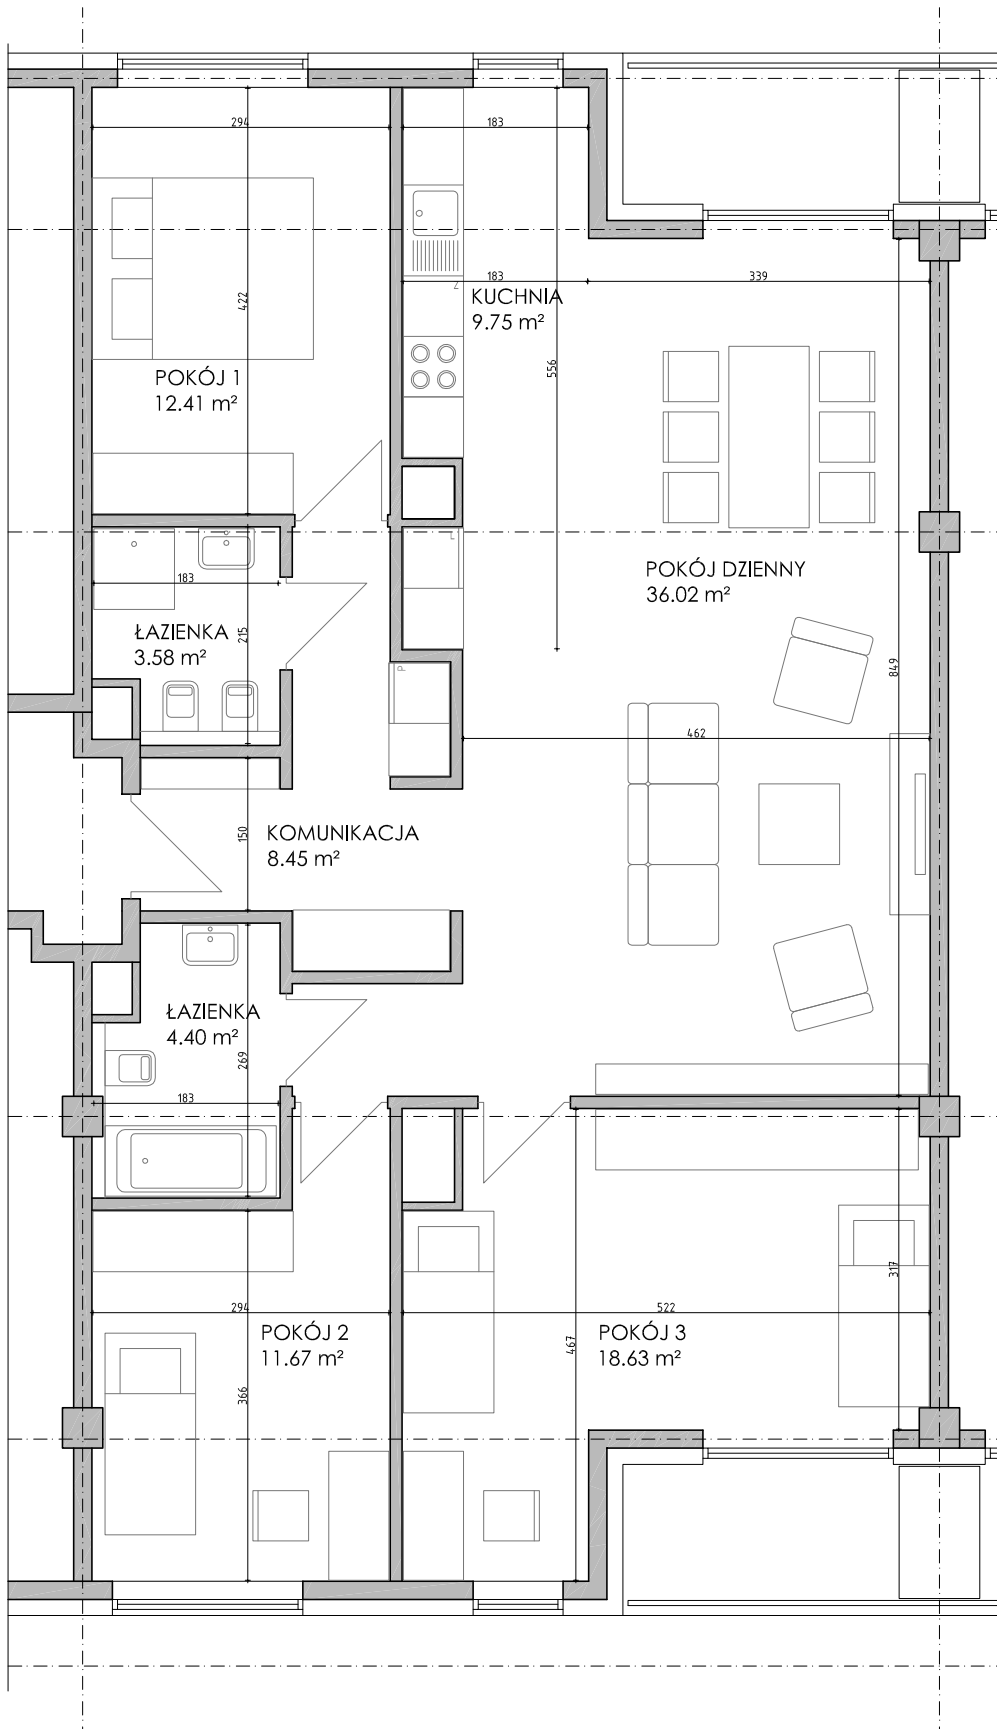 294
183
422
183
339
Z
KUCHNIA
9.75 m²
556
POKÓJ 1
12.41 m²
L
POKÓJ DZIENNY
36.02 m²
183
ŁAZIENKA
3.58 m²
215
P
849
462
150
KOMUNIKACJA
8.45 m²
ŁAZIENKA
4.40 m²
269
183
317
294
522
POKÓJ 2
11.67 m²
467
POKÓJ 3
18.63 m²
366